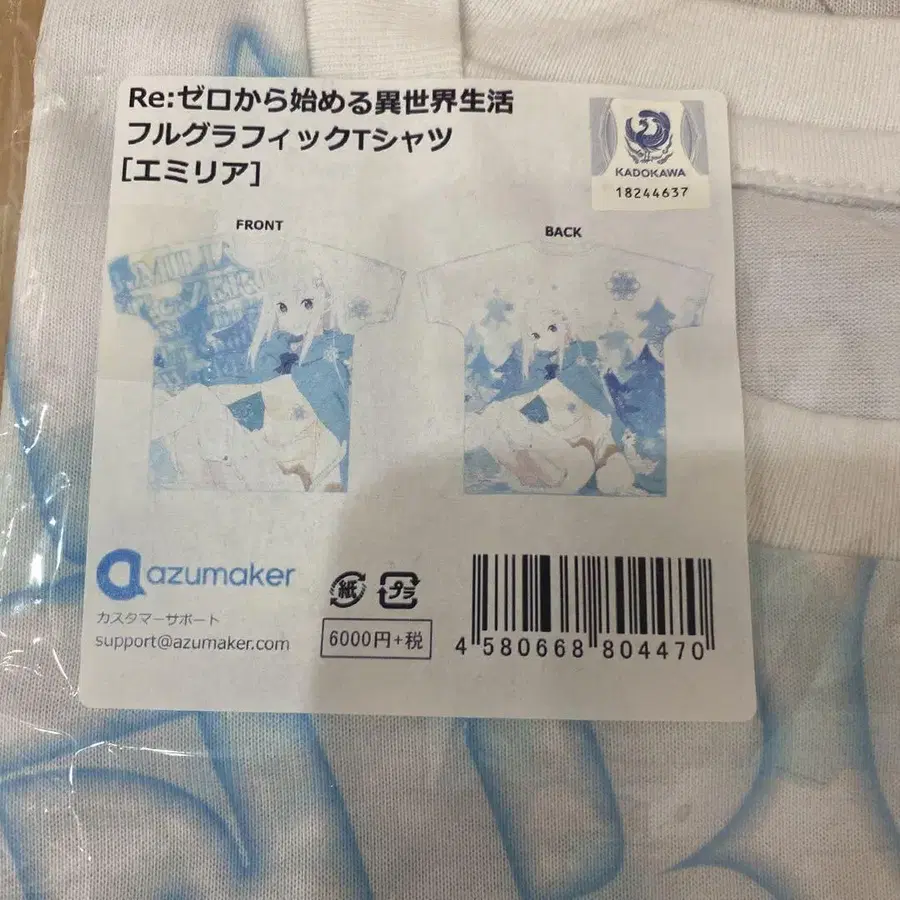 Re:ゼロから始める異世界生活
フルグラフィックTシャツ
[エミリア]
KADOKAWA
18244637
FRONT
BACK
azumaker
カスタマーサポート
support@azumaker.com
紙
プラ
6000円+税
4 580668 804470